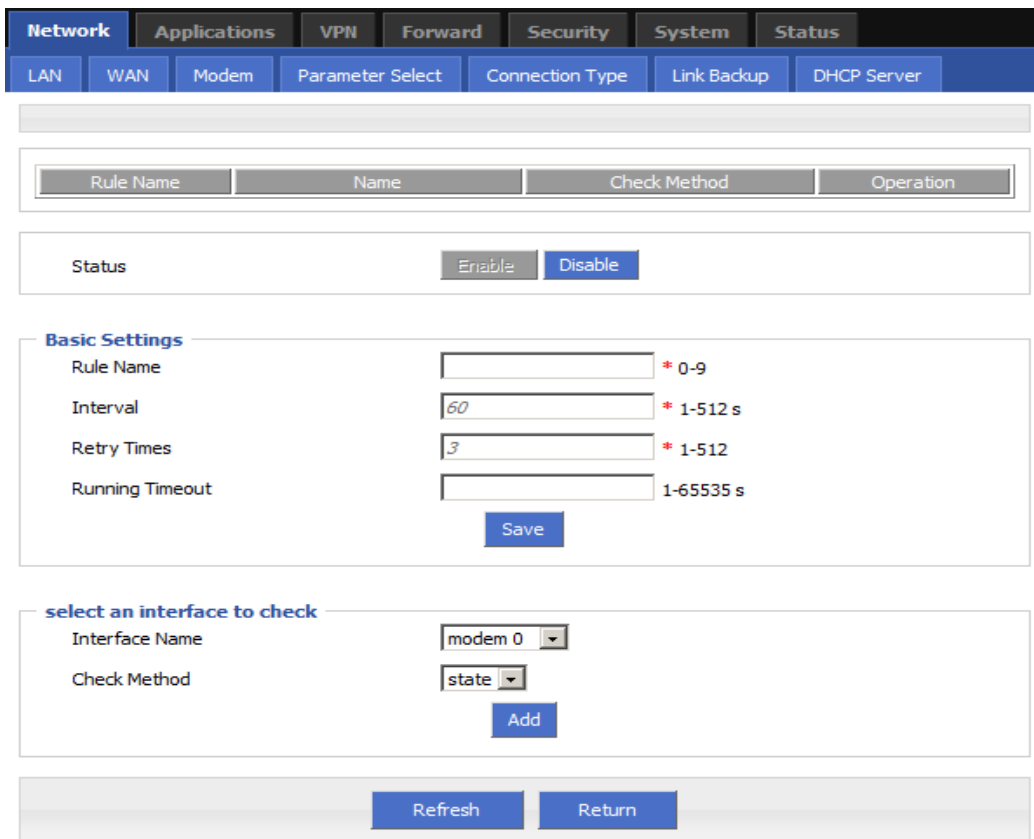 Network Applications VPN Forward Security System Status
LAN WAN Modem Parameter Select Connection Type Link Backup DHCP Server
Rule Name Name Check Method Operation
Status Enable Disable
Basic Settings
Rule Name * 0-9
Interval 60 * 1-512 s
Retry Times 3 * 1-512
Running Timeout 1-65535 s
Save
select an interface to check
Interface Name modem 0
Check Method state
Add
Refresh Return